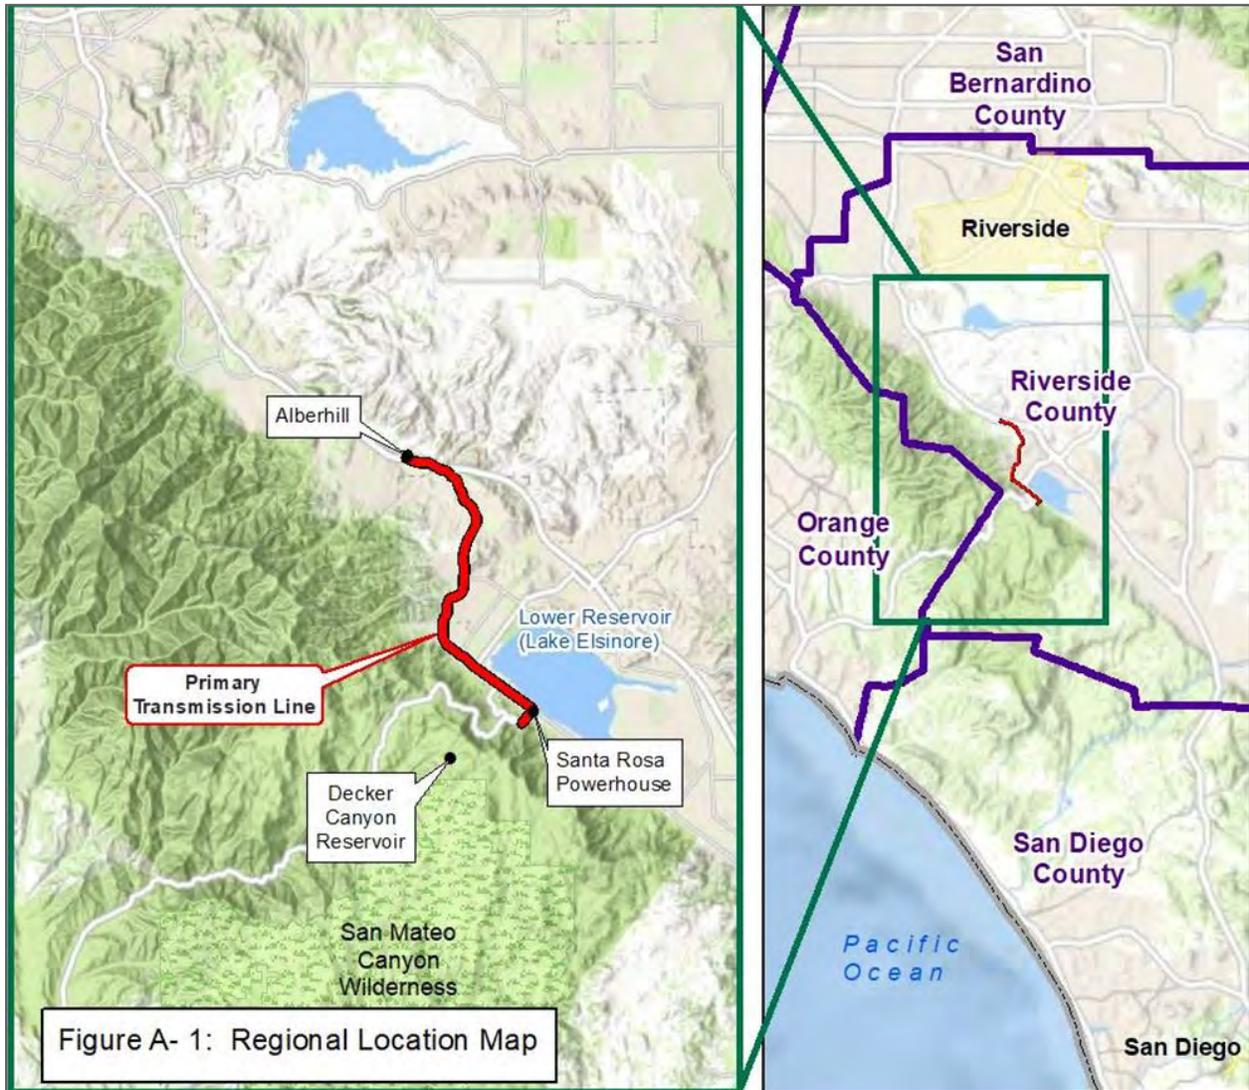 Alberhill
Lower Reservoir
(Lake Elsinore)
Primary
Transmission Line
Santa Rosa
Powerhouse
Decker
Canyon
Reservoir
San Mateo
Canyon
Wilderness
Figure A- 1:  Regional Location Map
San
Bernardino
County
Riverside
Riverside
County
Orange
County
San Diego
County
Pacific
Ocean
San Diego